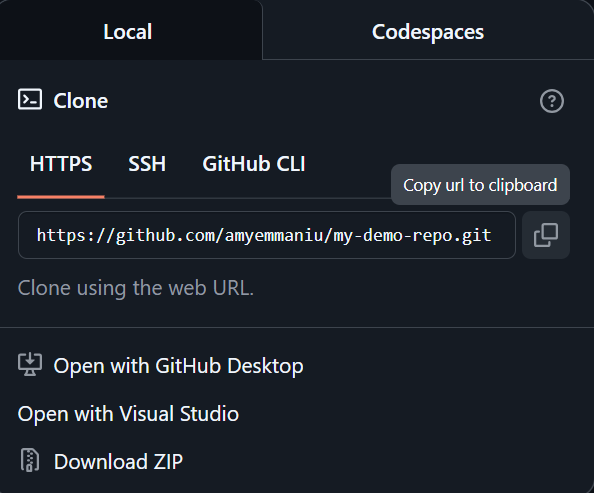 Local
Codespaces
Clone
HTTPS
SSH
GitHub CLI
Copy url to clipboard
https://github.com/amyemmaniu/my-demo-repo.git
Clone using the web URL.
Open with GitHub Desktop
Open with Visual Studio
Download ZIP